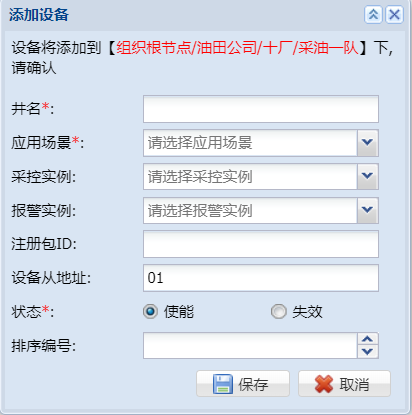 添加设备
设备将添加到【组织根节点/油田公司/十厂/采油一队】下,
请确认
井名*:
应用场景*: 请选择应用场景
采控实例: 请选择采控实例
报警实例: 请选择报警实例
注册包ID:
设备从地址: 01
状态*: 使能 失效
排序编号:
保存 取消